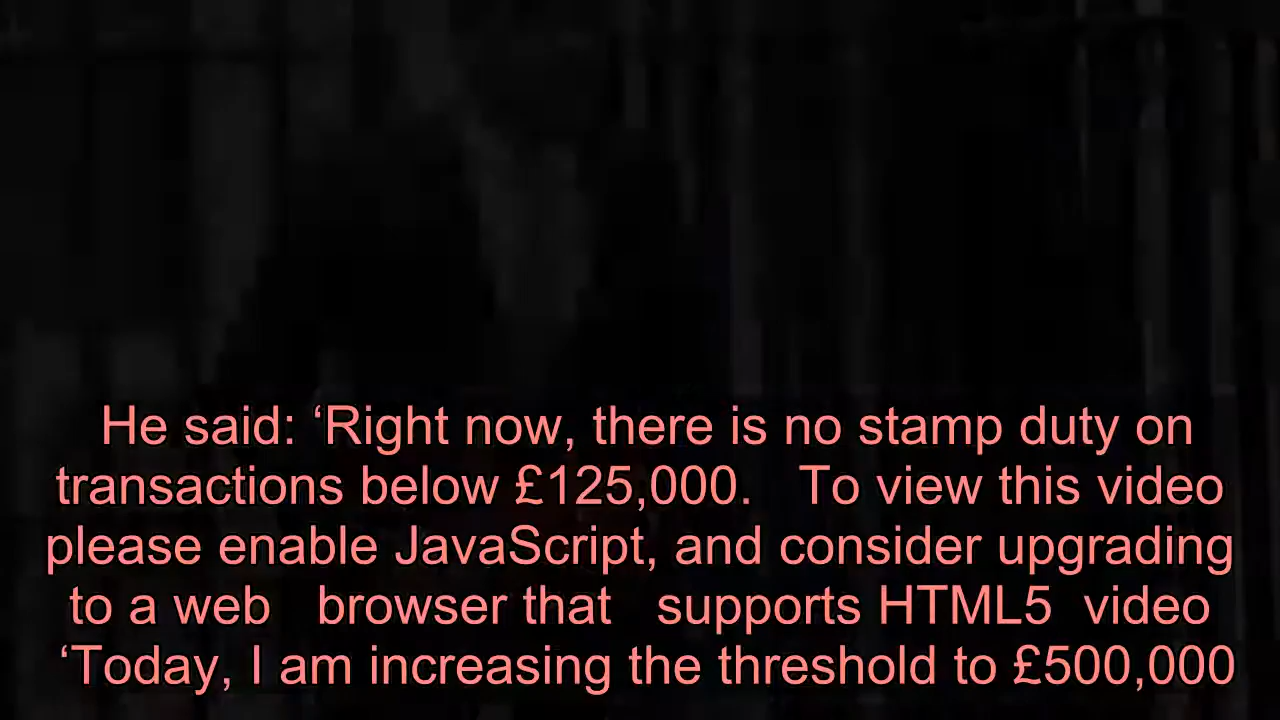 He said: ‘Right now, there is no stamp duty on
transactions below £125,000.   To view this video
please enable JavaScript, and consider upgrading
to a web   browser that   supports HTML5  video
‘Today, I am increasing the threshold to £500,000